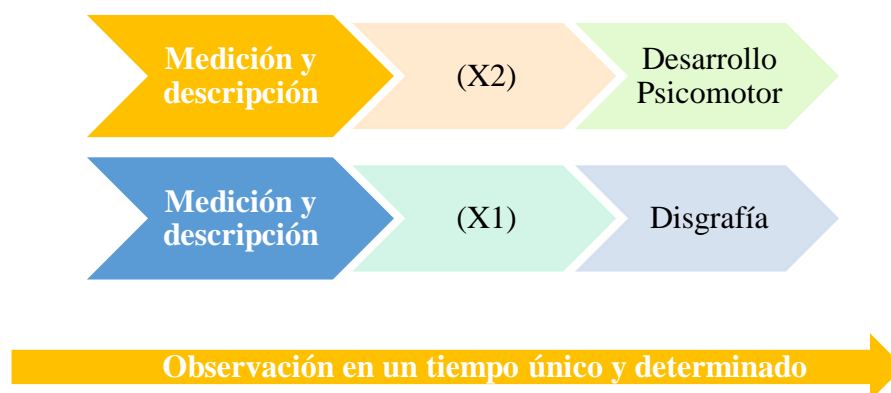 Medición y
descripción
(X2)
Desarrollo
Psicomotor
Medición y
descripción
(X1)
Disgrafía
Observación en un tiempo único y determinado